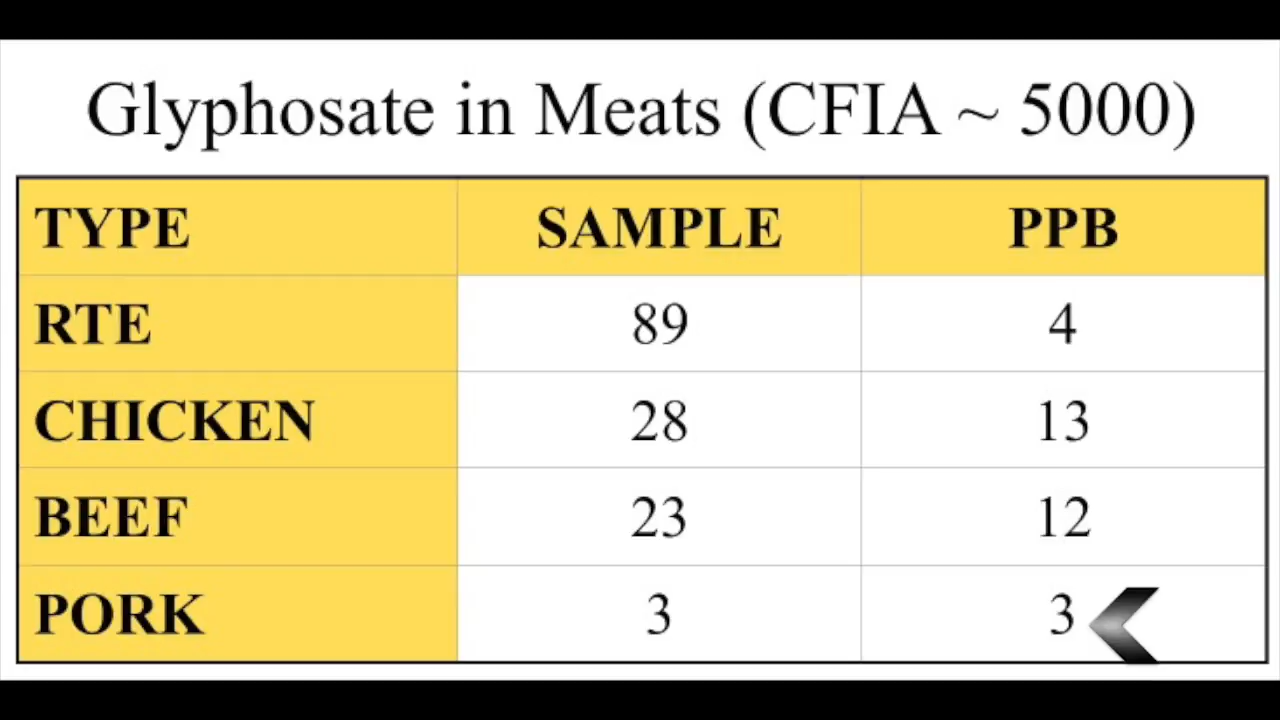 Glyphosate in Meats (CFIA ~ 5000)
TYPE SAMPLE PPB
RTE 89 4
CHICKEN 28 13
BEEF 23 12
PORK 3 3